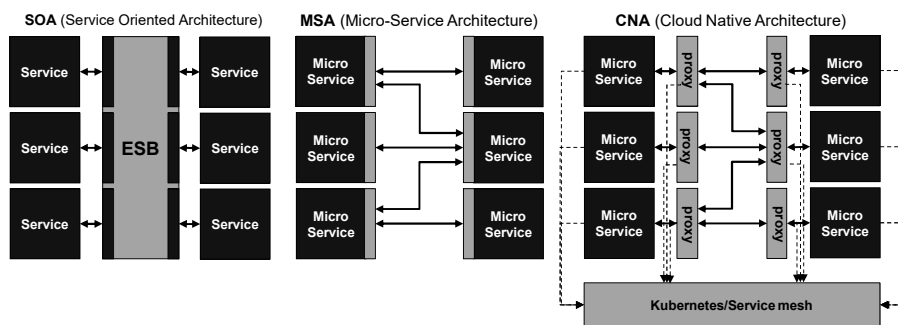 SOA (Service Oriented Architecture)
Service
Service
Service
ESB
Service
Service
Service
MSA (Micro-Service Architecture)
Micro
Service
Micro
Service
Micro
Service
Micro
Service
Micro
Service
Micro
Service
CNA (Cloud Native Architecture)
Micro
Service
proxy
proxy
Micro
Service
Micro
Service
proxy
proxy
Micro
Service
Micro
Service
proxy
proxy
Micro
Service
Kubernetes/Service mesh